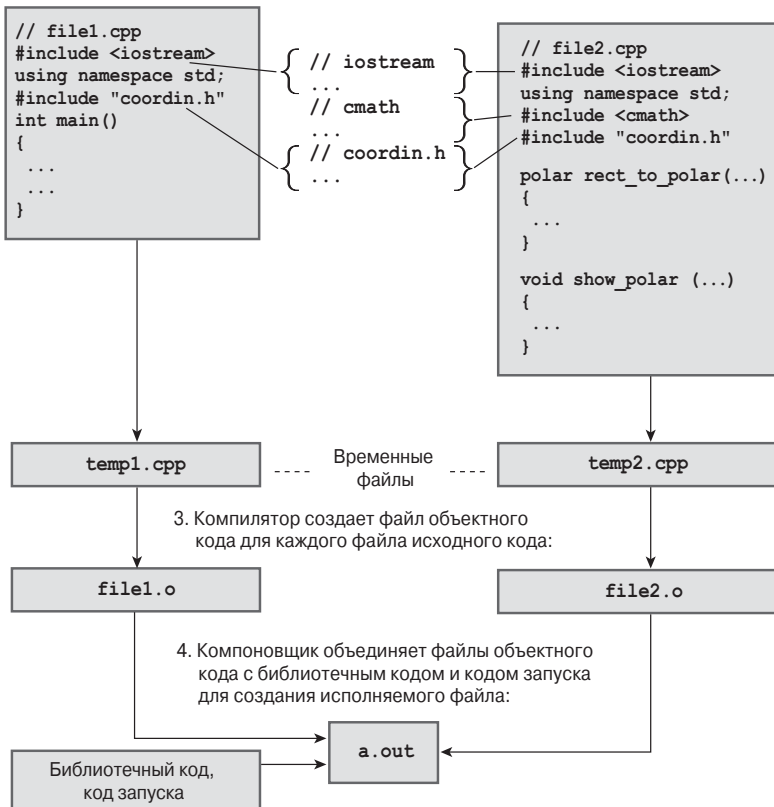 // file1.cpp
#include <iostream>
using namespace std;
#include "coordin.h"
int main()
{
...
...
}
// iostream
...
// cmath
...
// coordin.h
...
// file2.cpp
#include <iostream>
using namespace std;
#include <cmath>
#include "coordin.h"
polar rect_to_polar(...)
{
...
}
void show_polar (...)
{
...
}
temp1.cpp
Временные
файлы
temp2.cpp
3. Компилятор создает файл объектного
кода для каждого файла исходного кода:
file1.o
file2.o
4. Компоновщик объединяет файлы объектного
кода с библиотечным кодом и кодом запуска
для создания исполняемого файла:
a.out
Библиотечный код,
код запуска